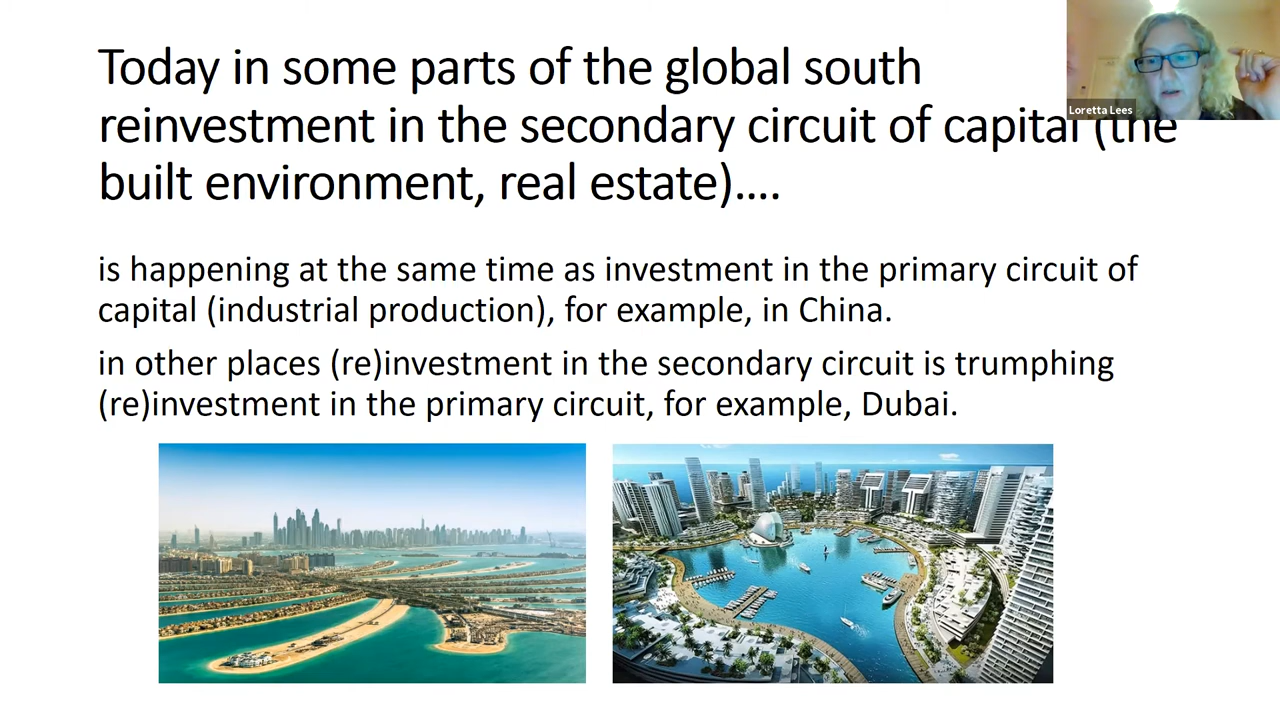 Today in some parts of the global south
reinvestment in the secondary circuit of capital (the
built environment, real estate)....
Loretta Lees
is happening at the same time as investment in the primary circuit of
capital (industrial production), for example, in China.
in other places (re)investment in the secondary circuit is trumphing
(re)investment in the primary circuit, for example, Dubai.